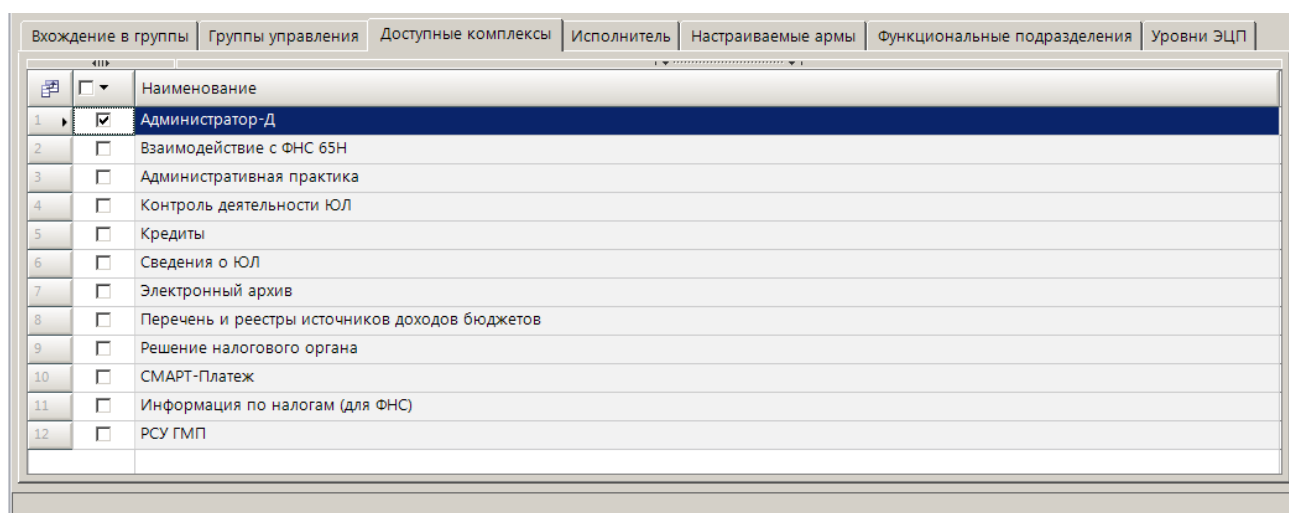 Вхождение в группы Группы управления Доступные комплексы Исполнитель Настраиваемые армы Функциональные подразделения Уровни ЭЦП
Наименование
1 Администратор-Д
2 Взаимодействие с ФНС 65Н
3 Административная практика
4 Контроль деятельности ЮЛ
5 Кредиты
6 Сведения о ЮЛ
7 Электронный архив
8 Перечень и реестры источников доходов бюджетов
9 Решение налогового органа
10 СМАРТ-Платеж
11 Информация по налогам (для ФНС)
12 РСУ ГМП